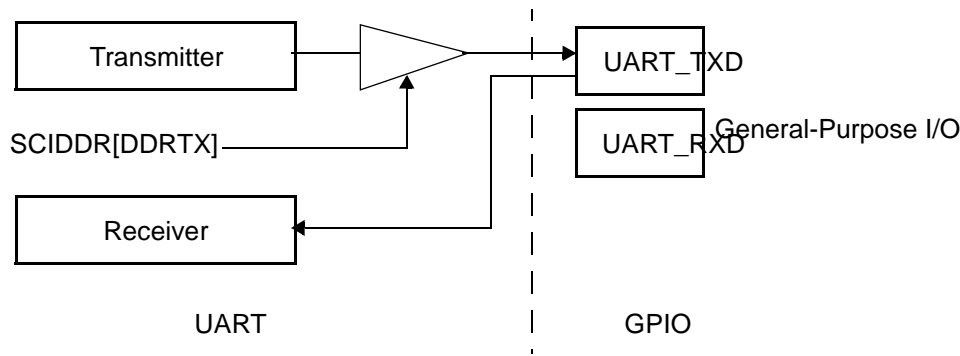 Transmitter
UART_TXD
SCIDDR[DDRTX]
UART_RXD
General-Purpose I/O
Receiver
UART
GPIO